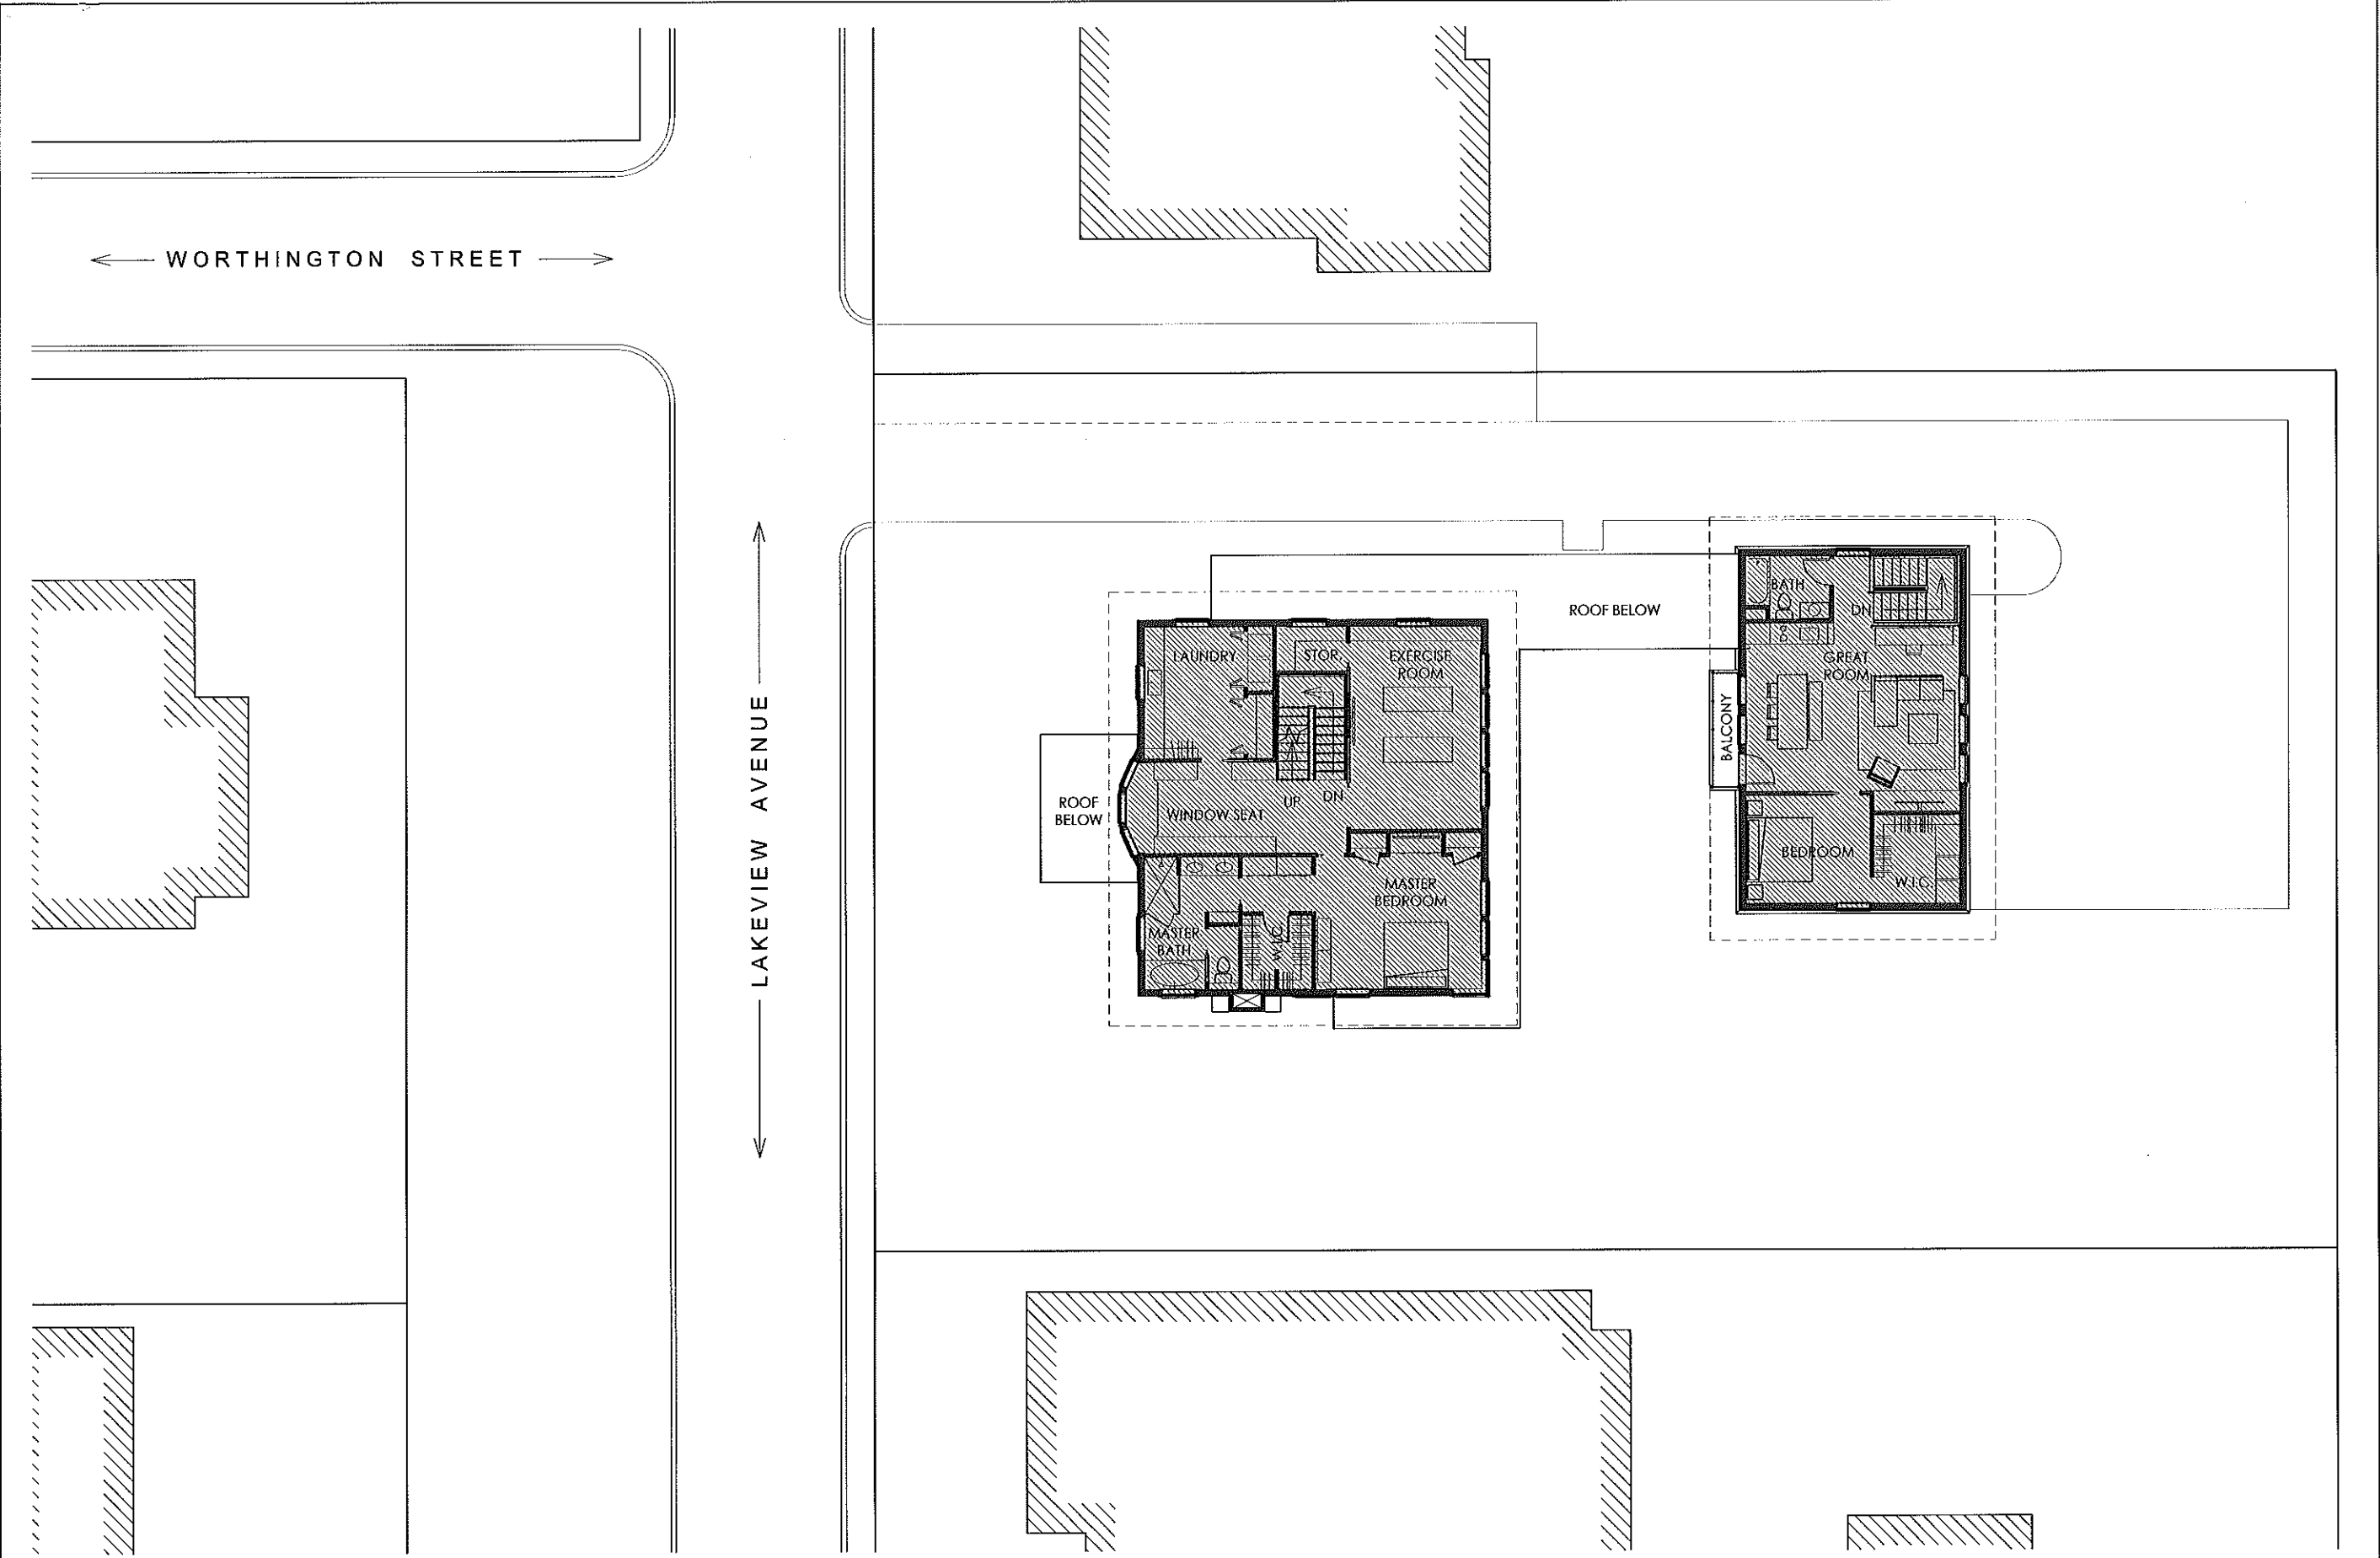 WORTHINGTON STREET
LAKEVIEW AVENUE
ROOF BELOW
BATH
DN
LAUNDRY
STOR.
EXERCISE
ROOM
GREAT
ROOM
BALCONY
ROOF
BELOW
UP
DN
WINDOW SEAT
BEDROOM
W.I.C.
MASTER
BEDROOM
MASTER
BATH
W.I.C.